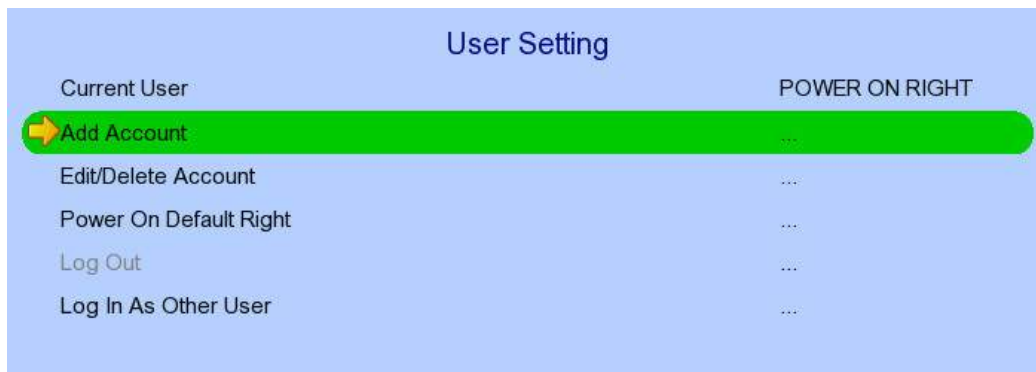 User Setting
Current User POWER ON RIGHT
Add Account ...
Edit/Delete Account ...
Power On Default Right ...
Log Out ...
Log In As Other User ...